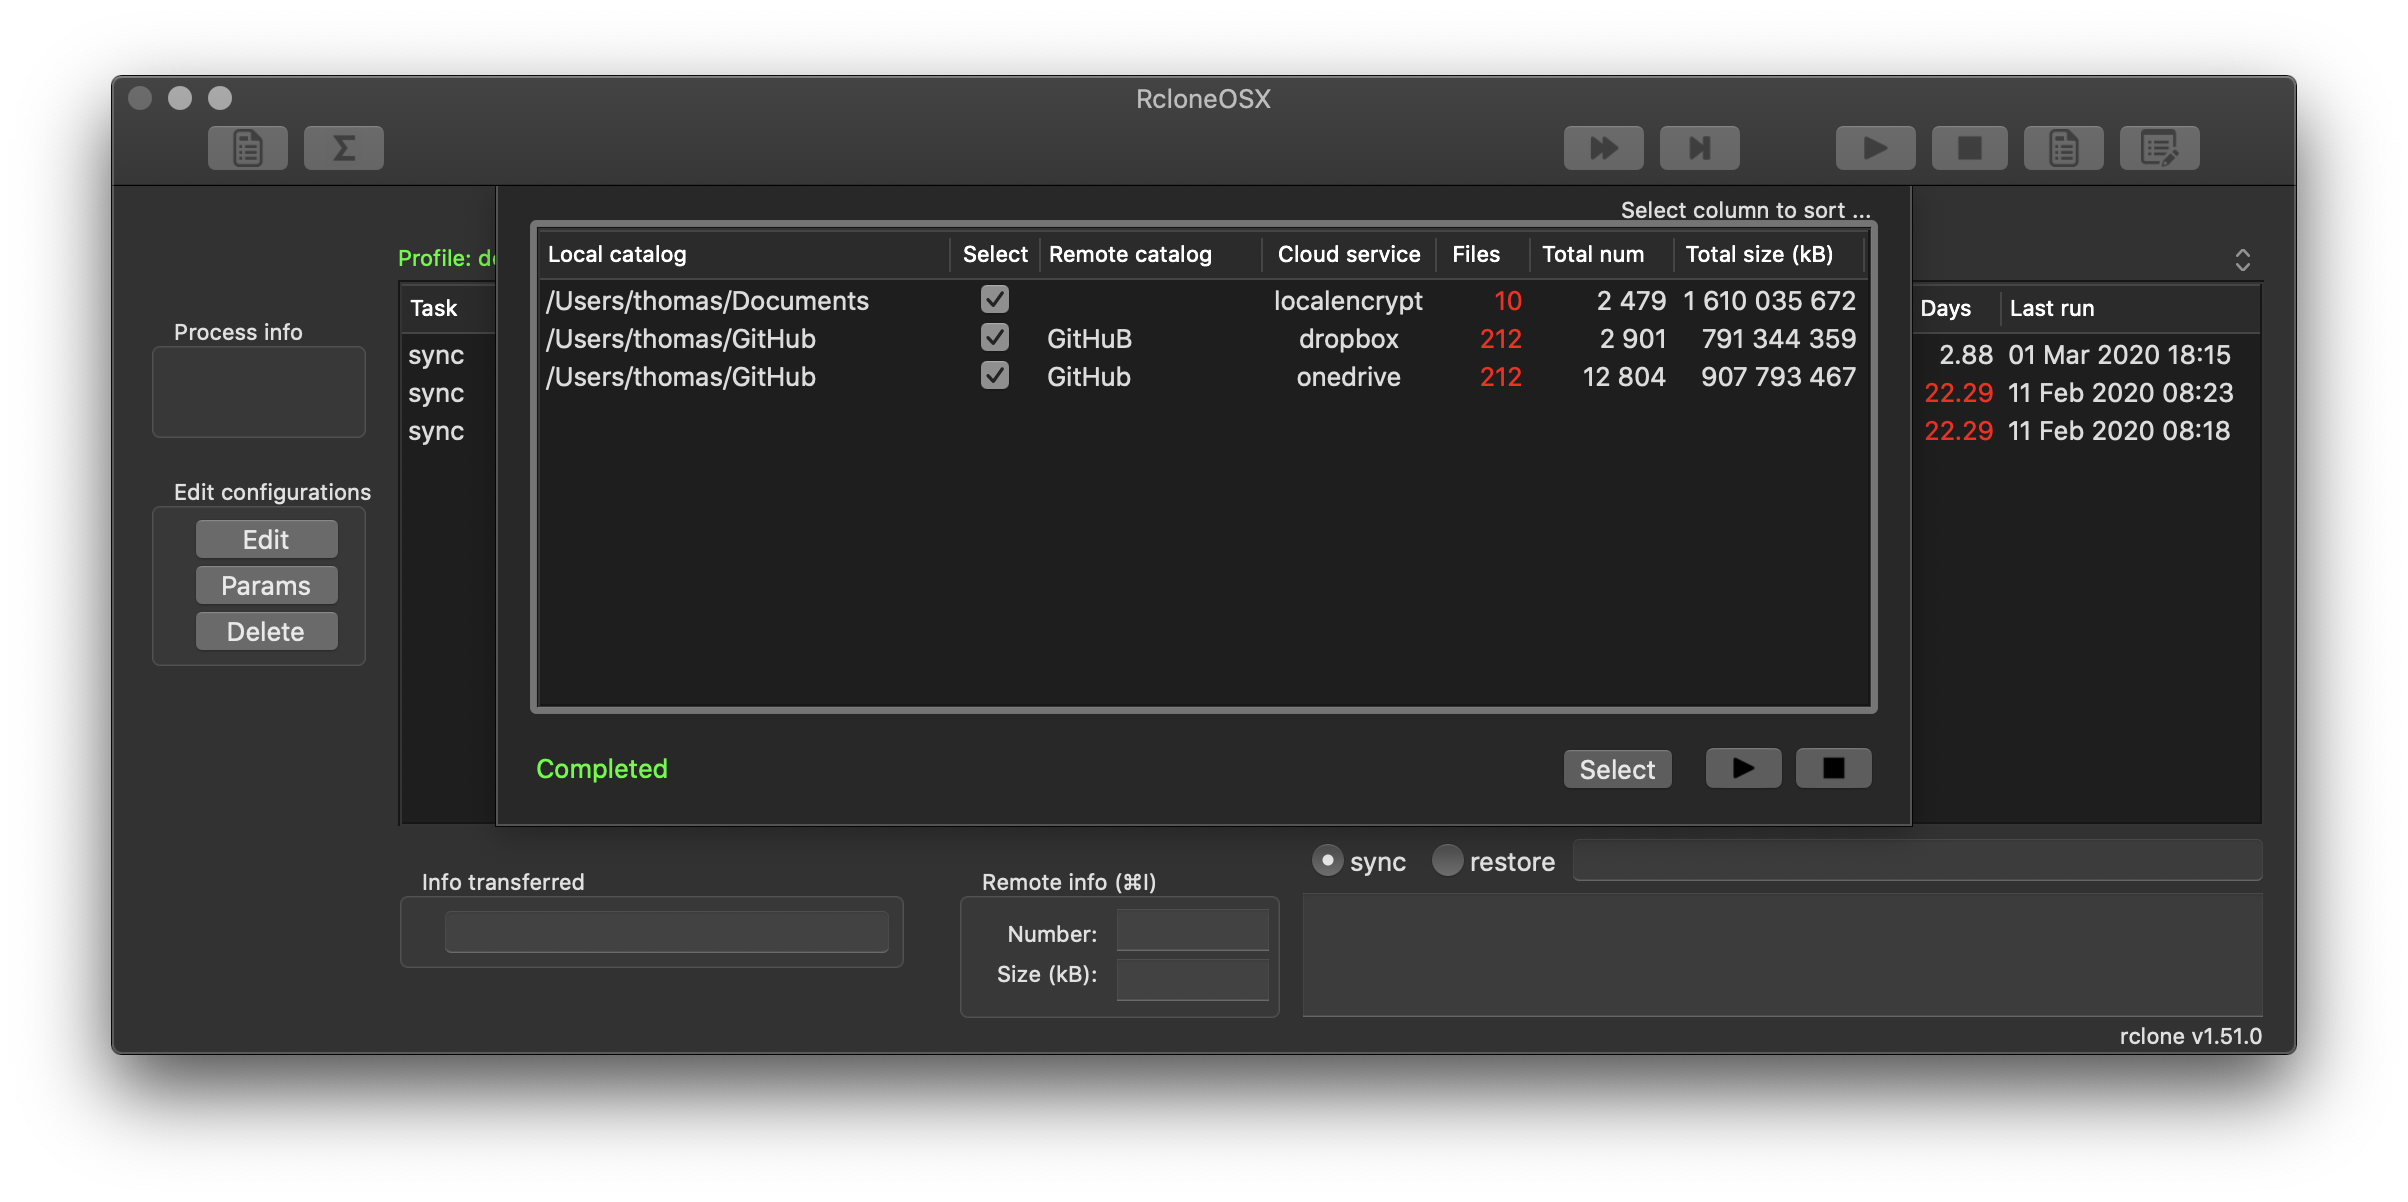 RcloneOSX
Select column to sort ...
Profile: de
Local catalog Select Remote catalog Cloud service Files Total num Total size (kB)
/Users/thomas/Documents localencrypt 10 2 479 1 610 035 672
/Users/thomas/GitHub GitHuB dropbox 212 2 901 791 344 359
/Users/thomas/GitHub GitHub onedrive 212 12 804 907 793 467
Task
sync
sync
sync
Days Last run
2.88 01 Mar 2020 18:15
22.29 11 Feb 2020 08:23
22.29 11 Feb 2020 08:18
Process info
Edit configurations
Edit
Params
Delete
Completed
Select
sync restore
Info transferred
Remote info (⌘I)
Number:
Size (kB):
rclone v1.51.0